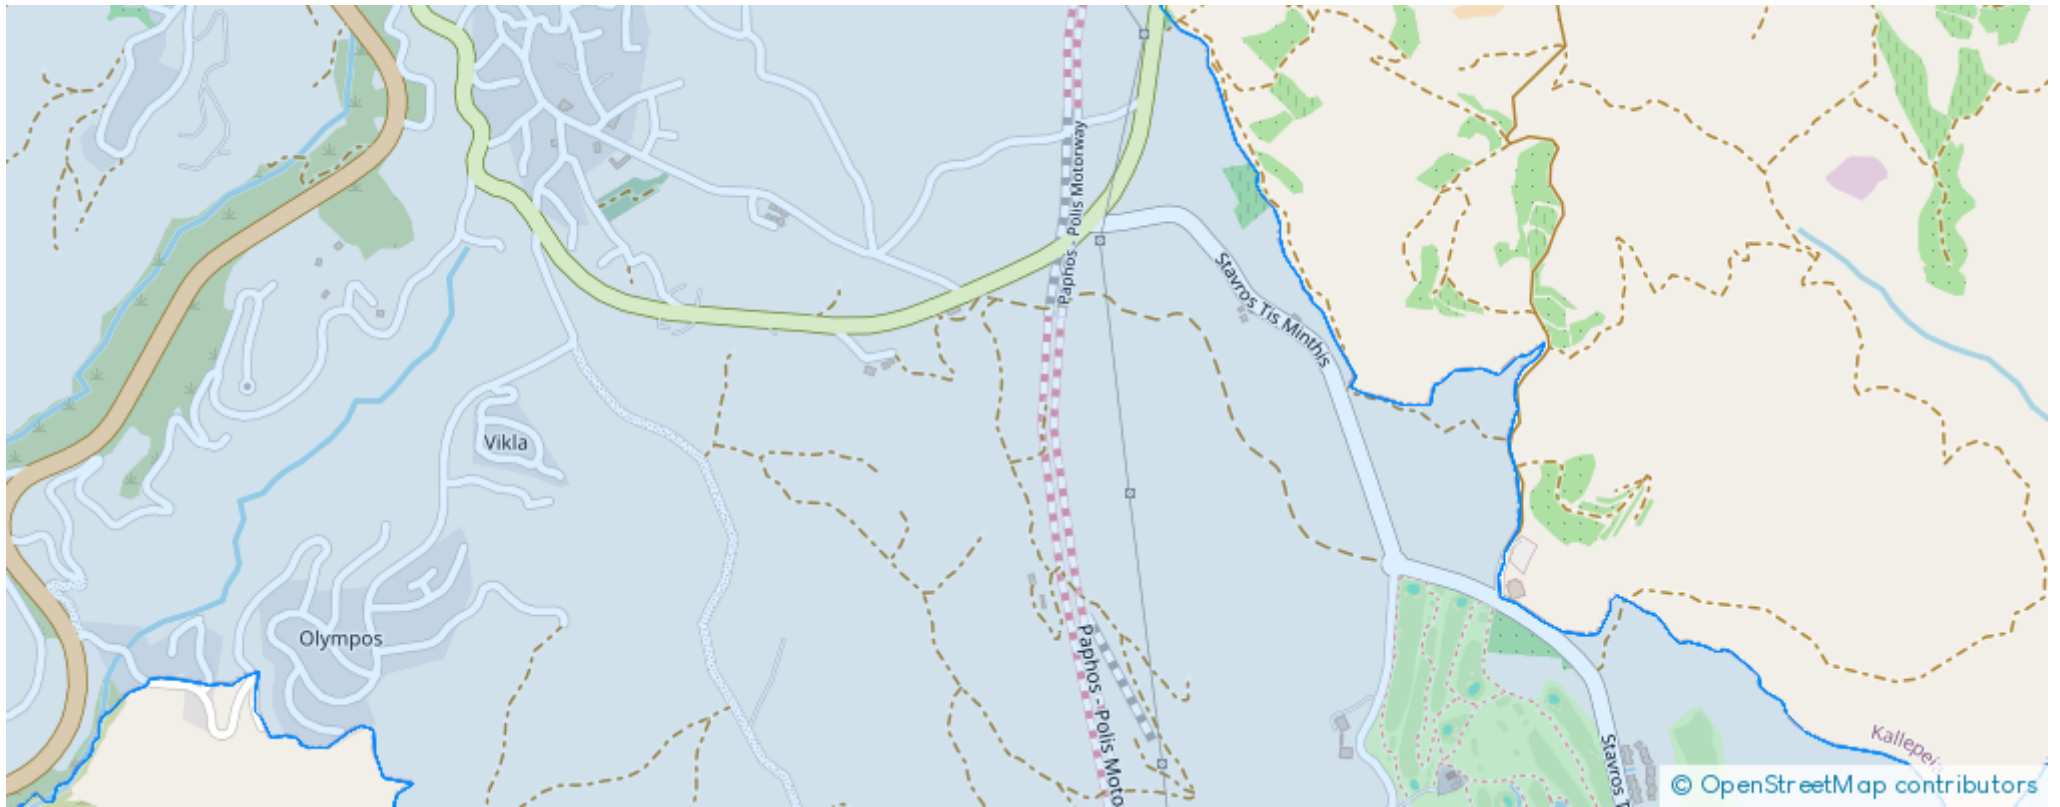 Paphos - Polis Motorway
Stavros Tis Minthis
Vikla
Olympos
Paphos - Polis Moto
Stavros T
Kallepei
© OpenStreetMap contributors